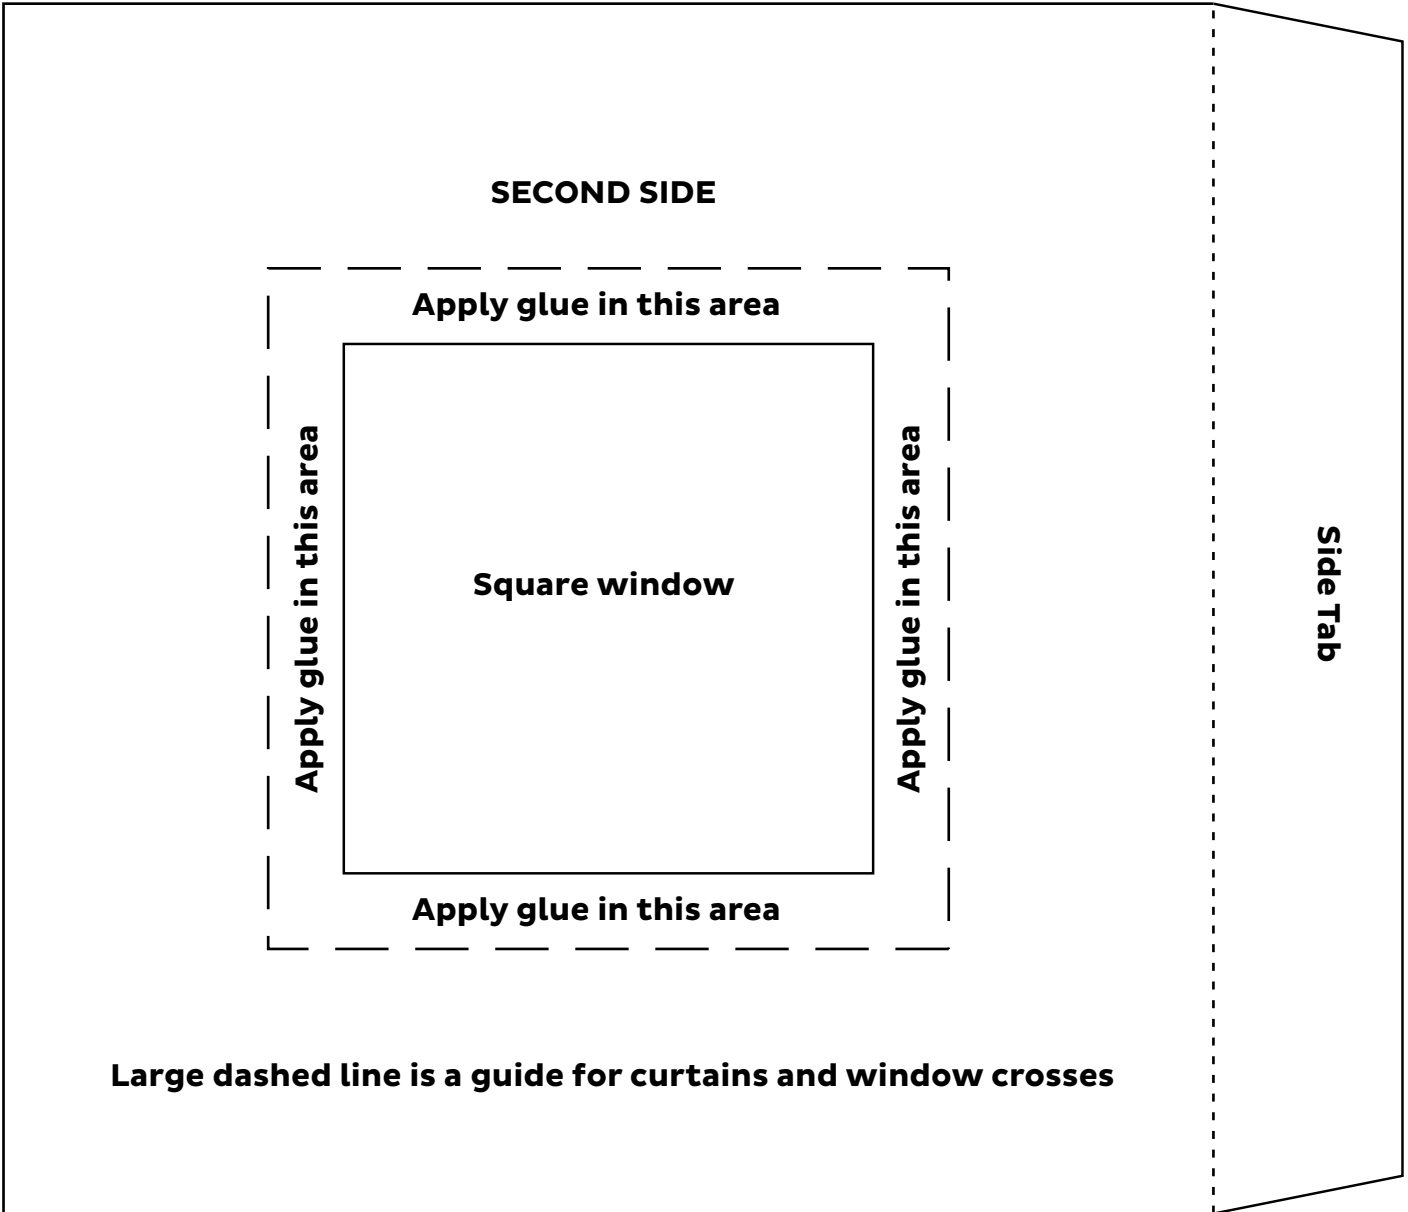 SECOND SIDE
Apply glue in this area
Apply glue in this area
Square window
Apply glue in this area
Side Tab
Apply glue in this area
Large dashed line is a guide for curtains and window crosses